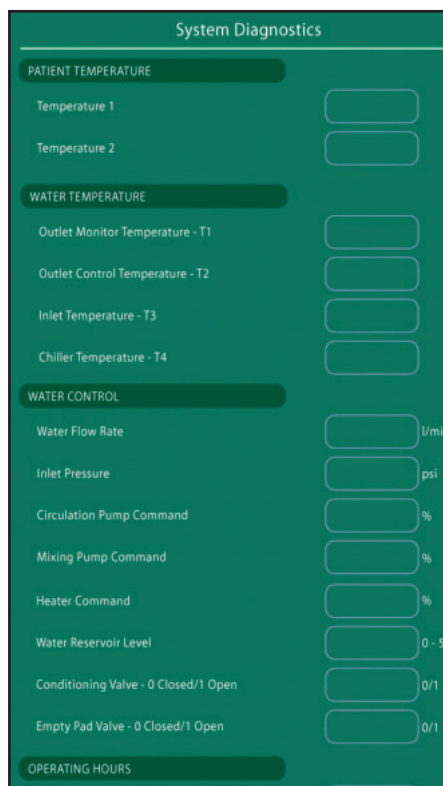 System Diagnostics
PATIENT TEMPERATURE
Temperature 1
Temperature 2
WATER TEMPERATURE
Outlet Monitor Temperature - T1
Outlet Control Temperature - T2
Inlet Temperature - T3
Chiller Temperature - T4
WATER CONTROL
Water Flow Rate l/mi
Inlet Pressure psi
Circulation Pump Command %
Mixing Pump Command %
Heater Command %
Water Reservoir Level 0 - 5
Conditioning Valve - 0 Closed/1 Open 0/1
Empty Pad Valve - 0 Closed/1 Open 0/1
OPERATING HOURS